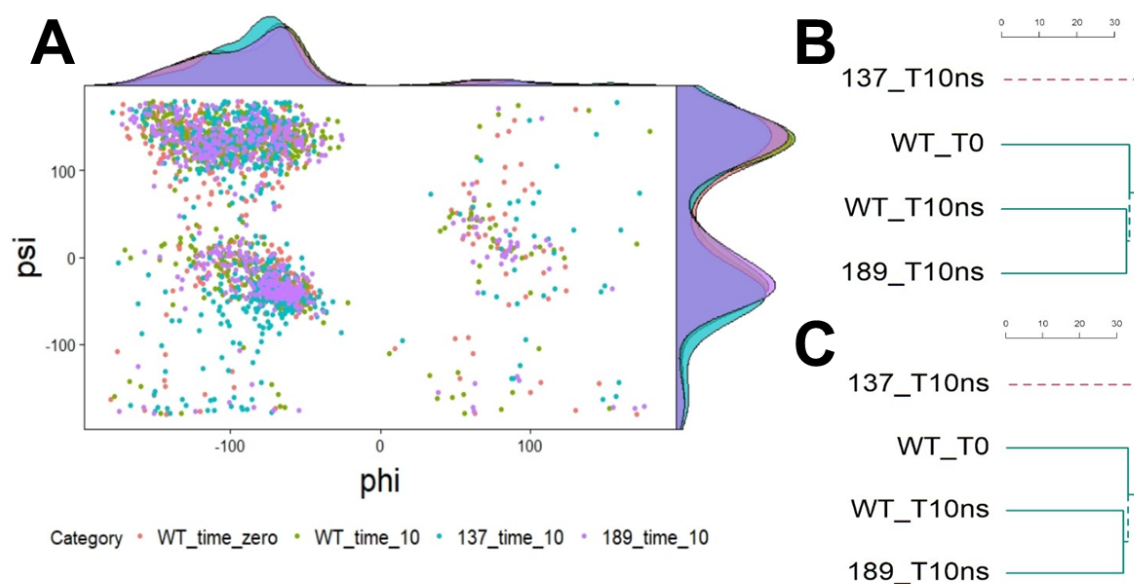 A
B
0 10 20 30
137_T10ns
WT_T0
WT_T10ns
189_T10ns
C
0 10 20 30
137_T10ns
WT_T0
WT_T10ns
189_T10ns
psi
100
0
-100
-100 0 100
phi
Category WT_time_zero WT_time_10 137_time_10 189_time_10